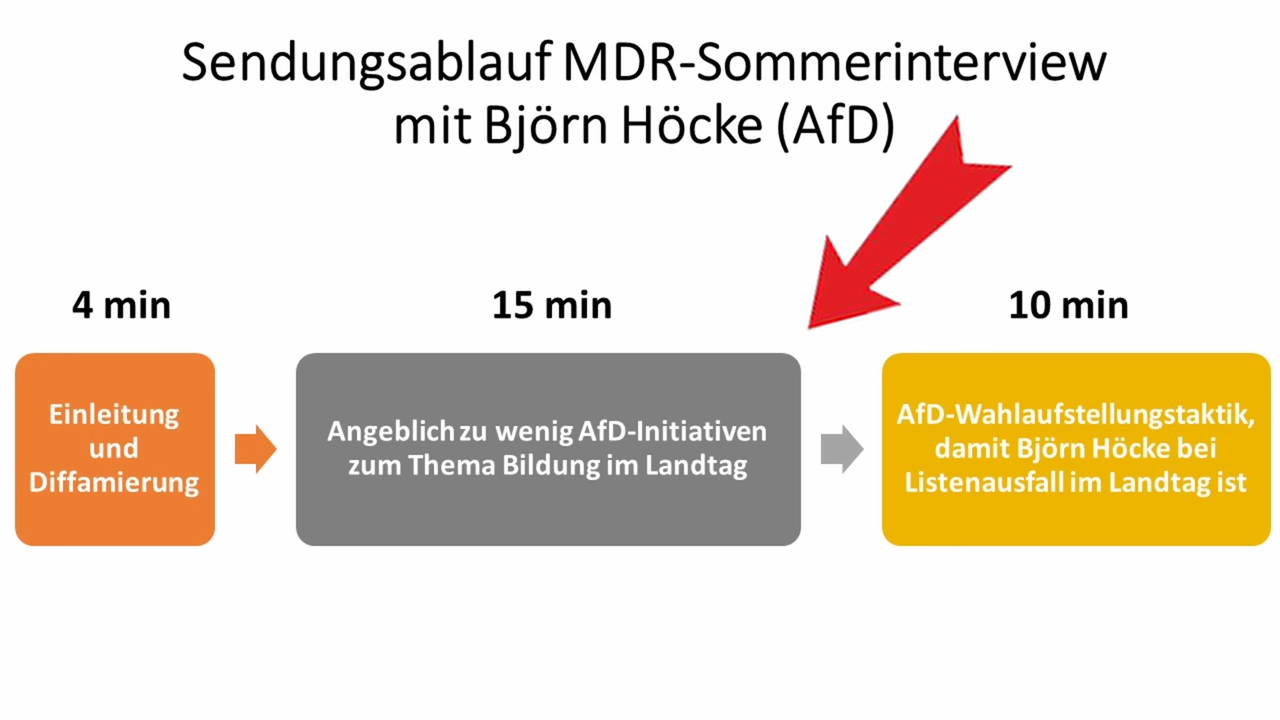 Sendungsablauf MDR-Sommerinterview
mit Björn Höcke (AfD)
4 min
15 min
10 min
Einleitung
und
Diffamierung
Angeblich zu wenig AfD-Initiativen
zum Thema Bildung im Landtag
AfD-Wahlaufstellungstaktik,
damit Björn Höcke bei
Listenausfall im Landtag ist